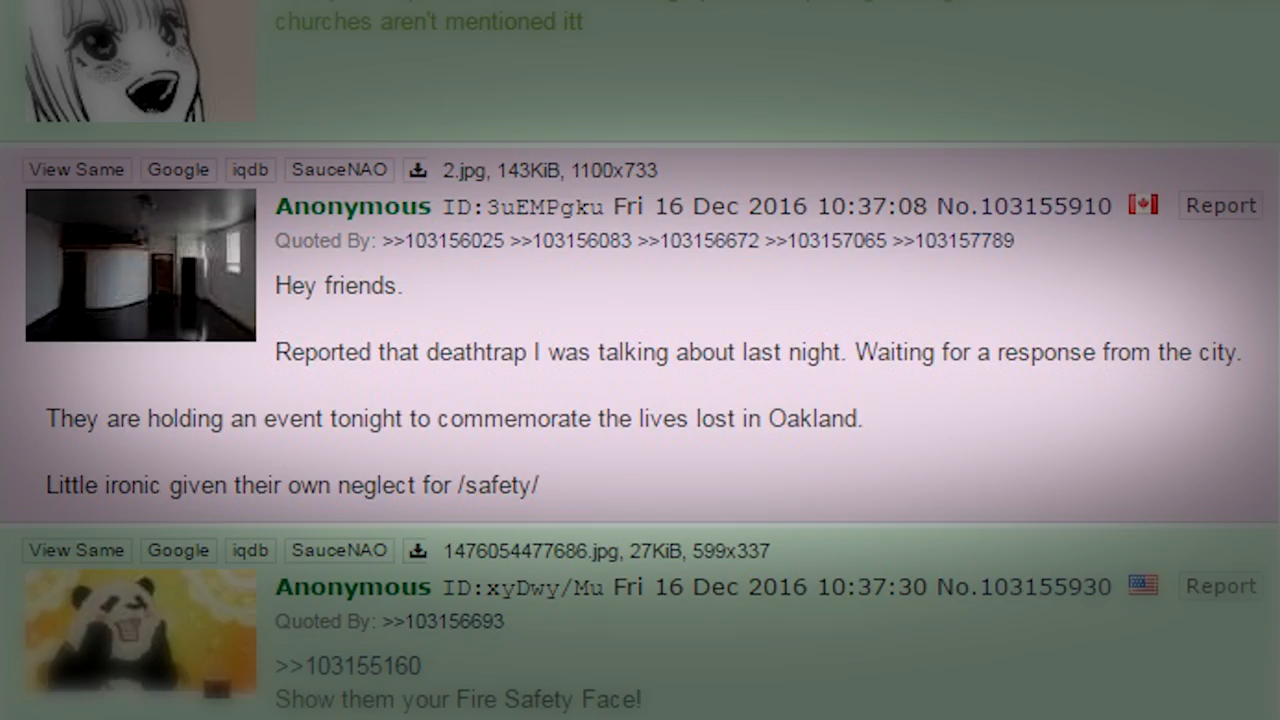 churches aren't mentioned itt
View Same Google iqdb SauceNAO 2.jpg, 143KiB, 1100x733
Anonymous ID:3uEMPgku Fri 16 Dec 2016 10:37:08 No.103155910 Report
Quoted By: >>103156025 >>103156083 >>103156672 >>103157065 >>103157789
Hey friends.
Reported that deathtrap I was talking about last night. Waiting for a response from the city.
They are holding an event tonight to commemorate the lives lost in Oakland.
Little ironic given their own neglect for /safety/
View Same Google iqdb SauceNAO 1476054477686.jpg, 27KiB, 599x337
Anonymous ID:xyDwy/Mu Fri 16 Dec 2016 10:37:30 No.103155930 Report
Quoted By: >>103156693
>>103155160
Show them your Fire Safety Face!